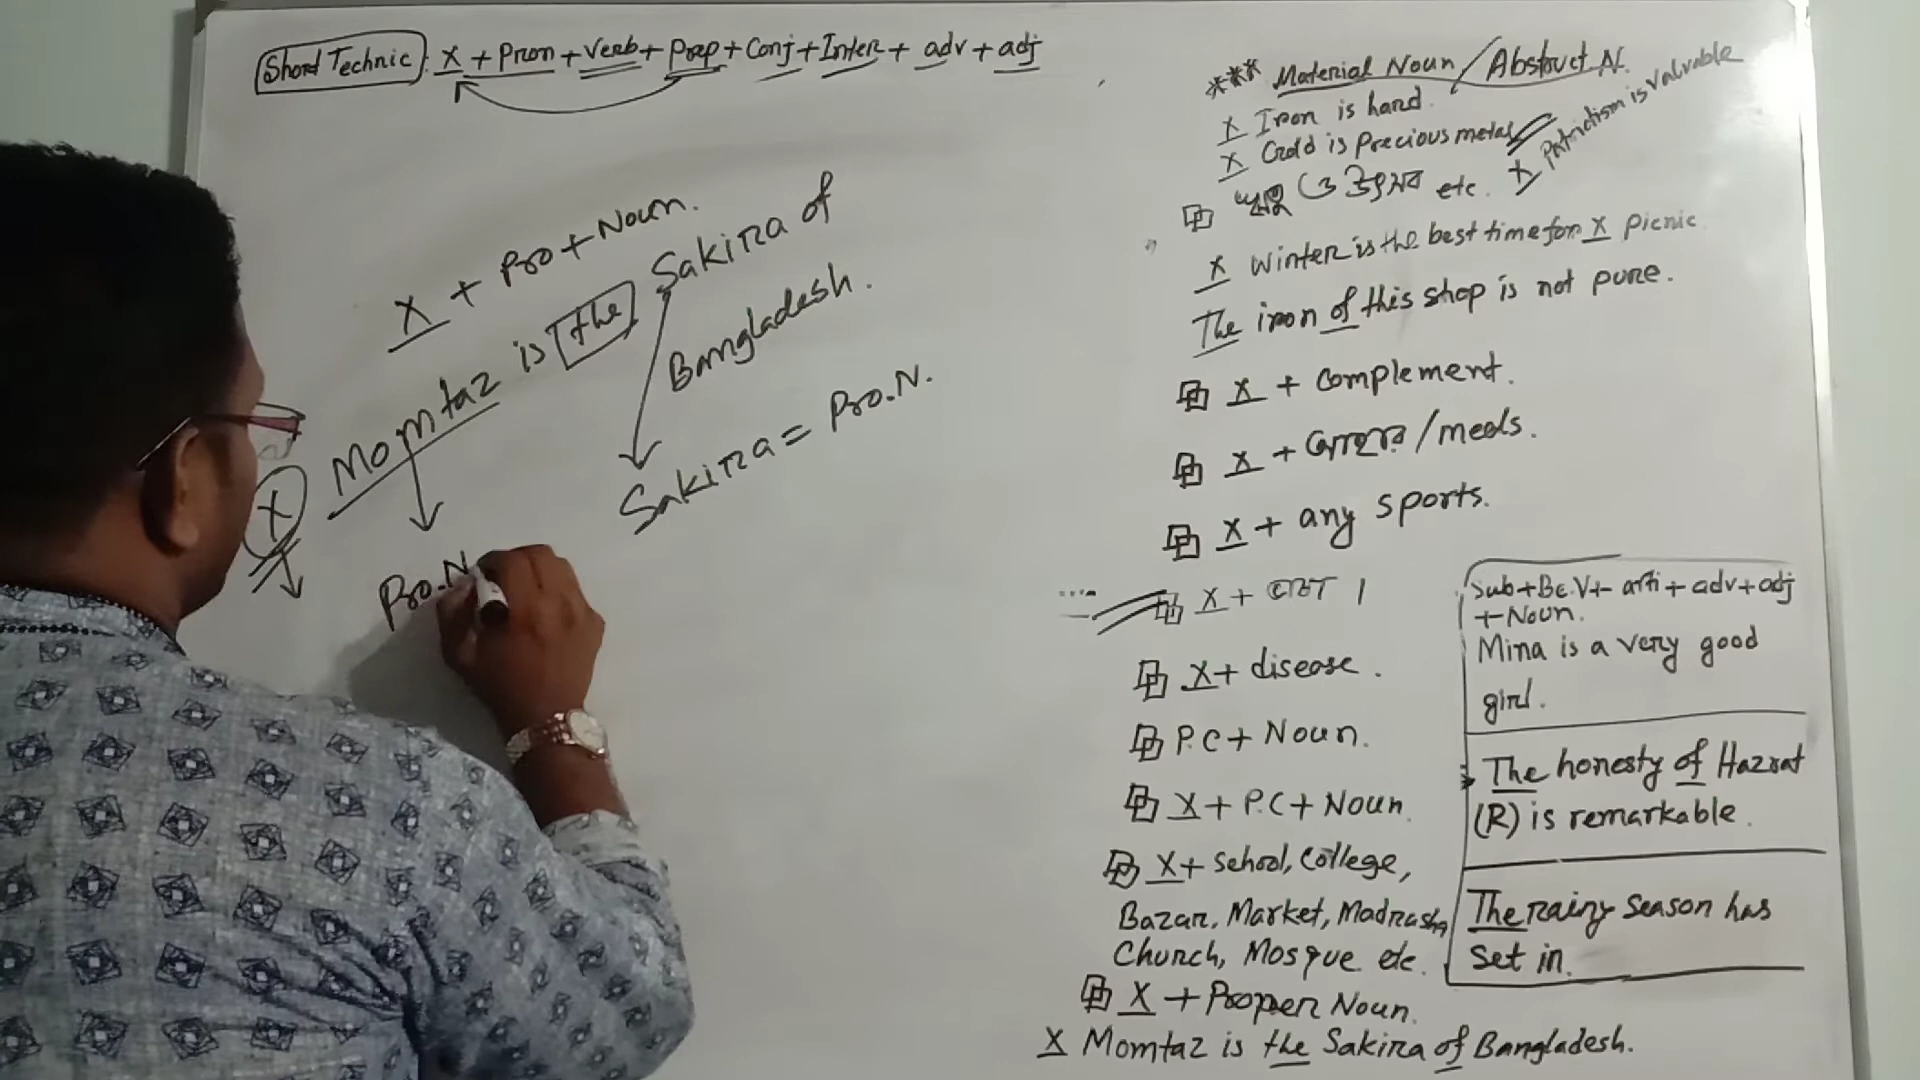 Short Technic: X + Pron + Verb + Prep + Conj + Inter + adv + adj
X + Pro + Noun.
X Momtaz is the Sakira of
Bangladesh.
Sakira = Pro.N.
Pro.N
*** Material Noun / Abstruct N.
X Iron is hard.
X Gold is Precious metal
X Patriotism is valuable
ঋতু ও উৎসব etc.
X Winter is the best time for X Picnic
The iron of this shop is not pure.
X + Complement.
X + /meals.
X + any sports.
X +
X + disease.
P.C + Noun.
X + P.C + Noun.
X + School, College,
Bazar, Market, Madrasha,
Church, Mosque etc.
X + Proper Noun.
X Momtaz is the Sakira of Bangladesh.
Sub + Be.V + arti + adv + adj
+ Noun.
Mina is a very good
girl.
The honesty of Hazrat
(R) is remarkable.
The rainy season has
set in.